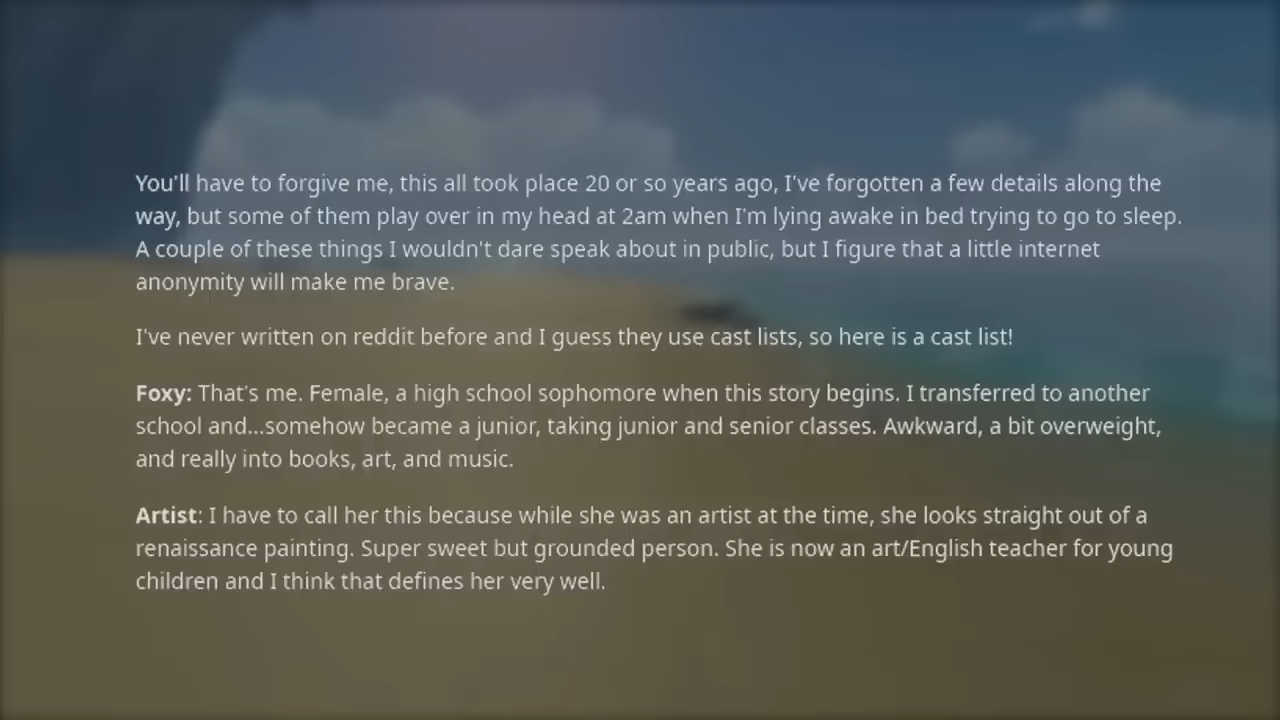 You'll have to forgive me, this all took place 20 or so years ago, I've forgotten a few details along the
way, but some of them play over in my head at 2am when I'm lying awake in bed trying to go to sleep.
A couple of these things I wouldn't dare speak about in public, but I figure that a little internet
anonymity will make me brave.
I've never written on reddit before and I guess they use cast lists, so here is a cast list!
Foxy: That's me. Female, a high school sophomore when this story begins. I transferred to another
school and...somehow became a junior, taking junior and senior classes. Awkward, a bit overweight,
and really into books, art, and music.
Artist: I have to call her this because while she was an artist at the time, she looks straight out of a
renaissance painting. Super sweet but grounded person. She is now an art/English teacher for young
children and I think that defines her very well.